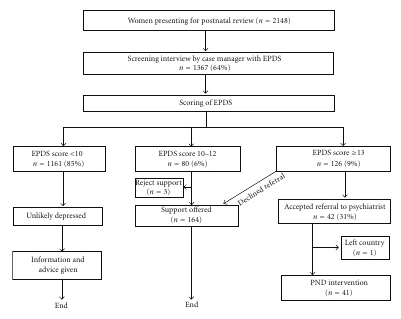 Women presenting for postnatal review (n = 2148)
Screening interview by case manager with EPDS
n = 1367 (64%)
Scoring of EPDS
EPDS score <10
n = 1161 (85%)
EPDS score 10–12
n = 80 (6%)
EPDS score ≥13
n = 126 (9%)
Reject support
(n = 3)
Declined referral
Unlikely depressed
Support offered
(n = 164)
Accepted referral to psychiatrist
n = 42 (31%)
Left country
(n = 1)
Information and
advice given
PND intervention
(n = 41)
End
End